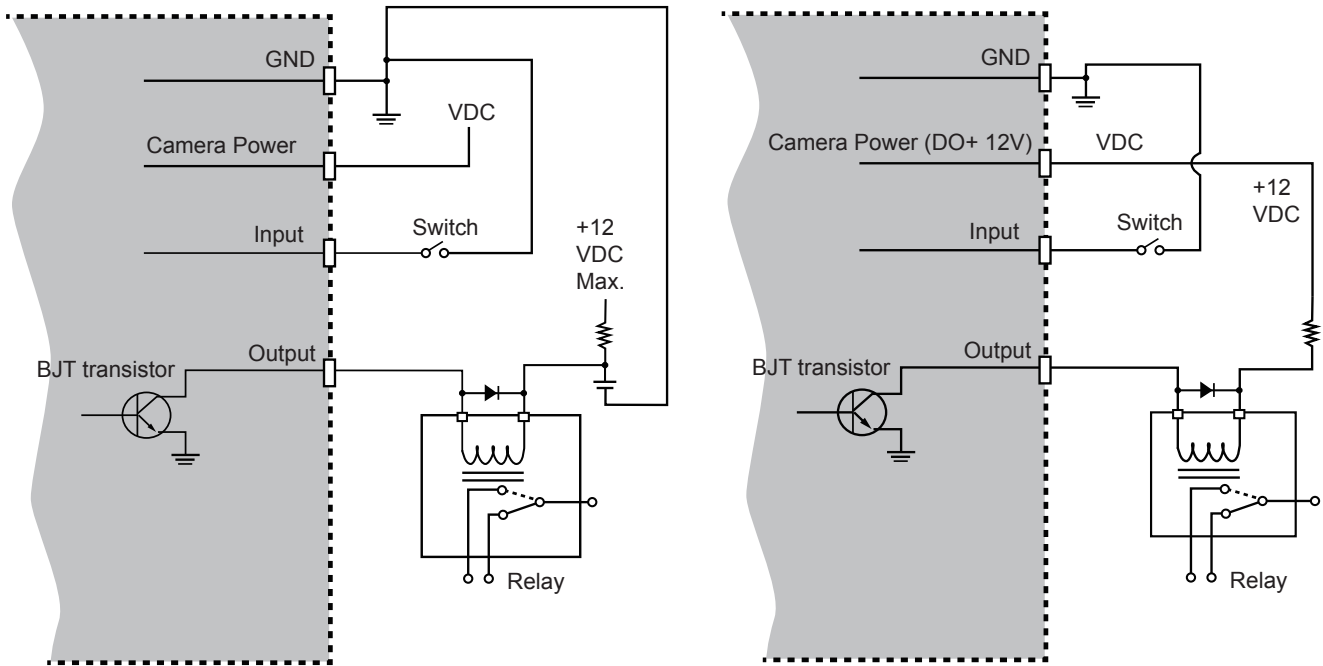 GND
VDC
Camera Power
Input
Switch
+12
VDC
Max.
Output
BJT transistor
Relay
GND
Camera Power (DO+ 12V)
VDC
+12
VDC
Input
Switch
Output
BJT transistor
Relay